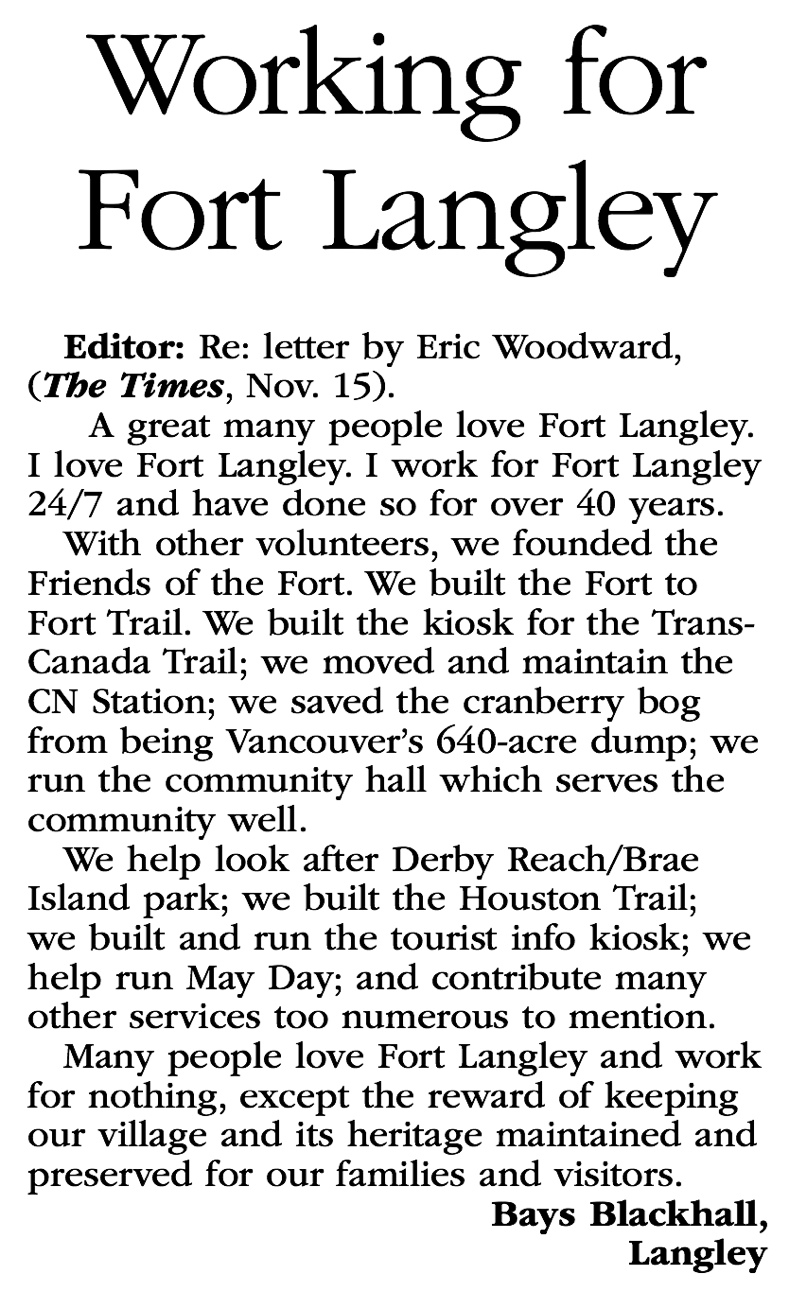 Working for
Fort Langley
Editor: Re: letter by Eric Woodward,
(The Times, Nov. 15).
A great many people love Fort Langley.
I love Fort Langley. I work for Fort Langley
24/7 and have done so for over 40 years.
With other volunteers, we founded the
Friends of the Fort. We built the Fort to
Fort Trail. We built the kiosk for the Trans-
Canada Trail; we moved and maintain the
CN Station; we saved the cranberry bog
from being Vancouver's 640-acre dump; we
run the community hall which serves the
community well.
We help look after Derby Reach/Brae
Island park; we built the Houston Trail;
we built and run the tourist info kiosk; we
help run May Day; and contribute many
other services too numerous to mention.
Many people love Fort Langley and work
for nothing, except the reward of keeping
our village and its heritage maintained and
preserved for our families and visitors.
Bays Blackhall,
Langley